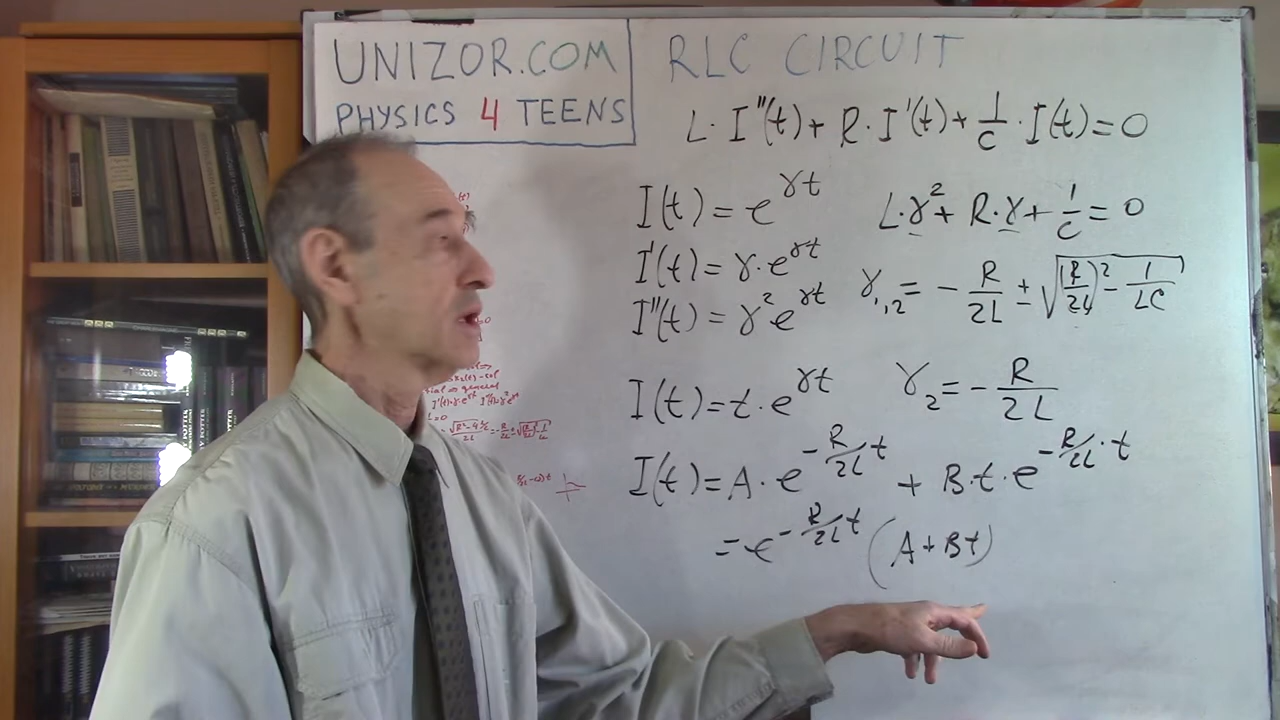 UNIZOR.COM
PHYSICS 4 TEENS
RLC CIRCUIT
L·I''(t)+R·I'(t)+1/C·I(t)=0
I(t)=e^γt
L·γ²+R·γ+1/C=0
I'(t)=γ·e^γt
I''(t)=γ²e^γt
γ₁,₂=-R/2L±√((R/2L)²-1/LC)
I(t)=t·e^γt
γ₂=-R/2L
I(t)=A·e^-R/2L t+B·t·e^-R/2L·t
=e^-R/2L t(A+Bt)